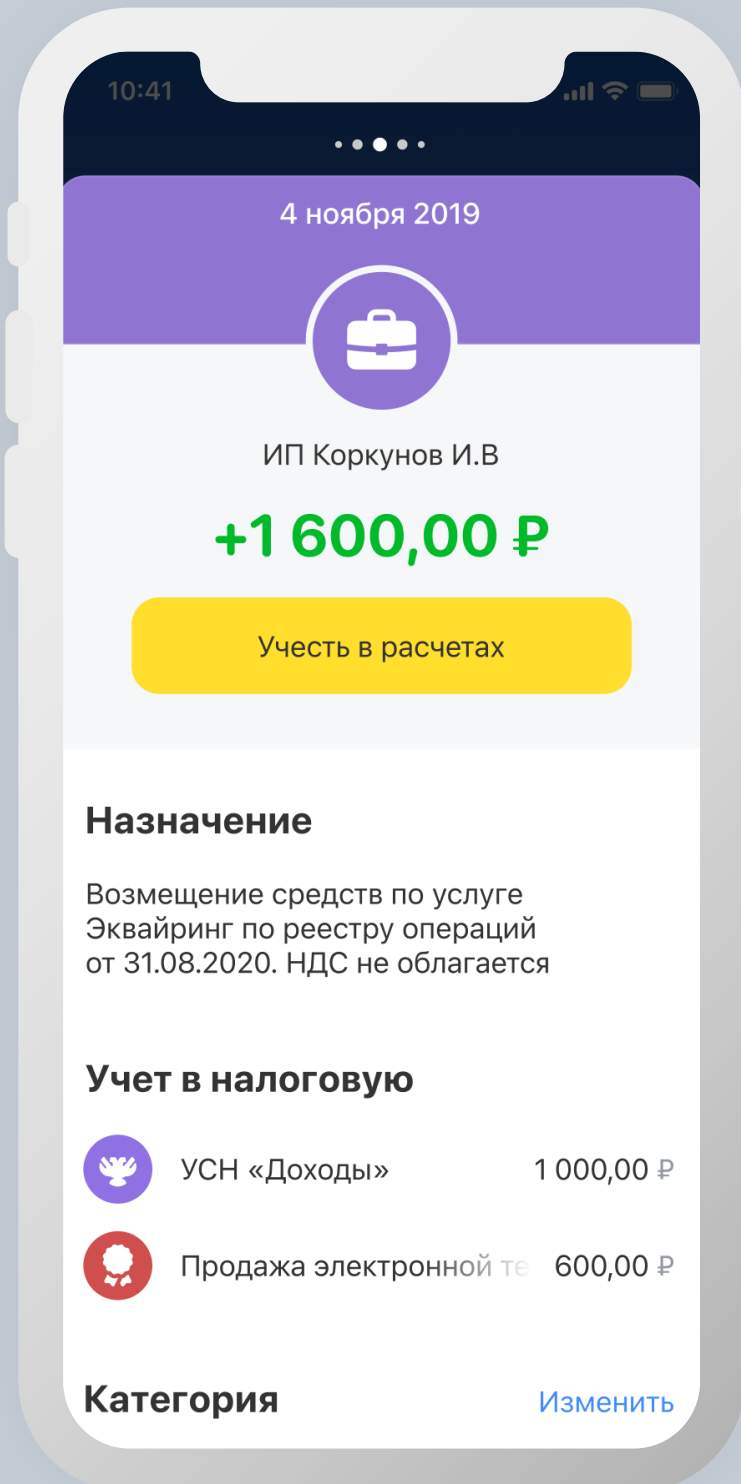 10:41
4 ноября 2019
ИП Коркунов И.В
+1 600,00 ₽
Учесть в расчетах
Назначение
Возмещение средств по услуге
Эквайринг по реестру операций
от 31.08.2020. НДС не облагается
Учет в налоговую
УСН «Доходы» 1 000,00 ₽
Продажа электронной 600,00 ₽
Категория Изменить